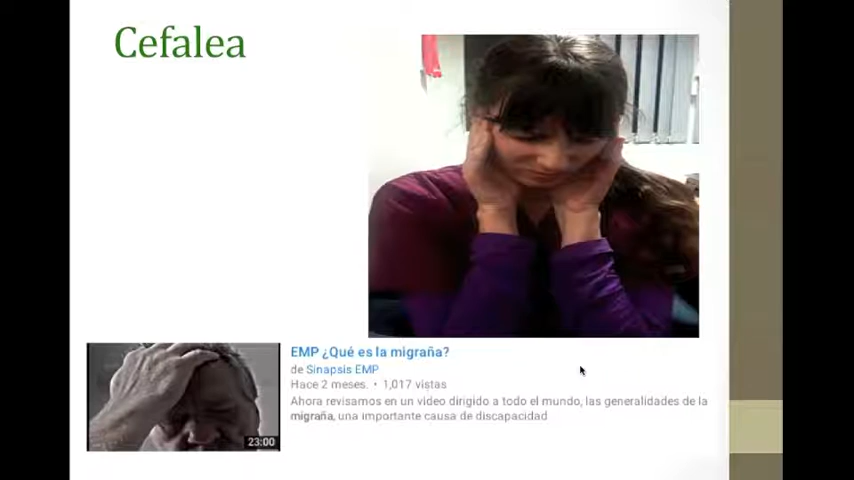 Cefalea
EMP ¿Qué es la migraña?
de Sinapsis EMP
Hace 2 meses. • 1,017 vistas
Ahora revisamos en un video dirigido a todo el mundo, las generalidades de la
migraña, una importante causa de discapacidad
23:00